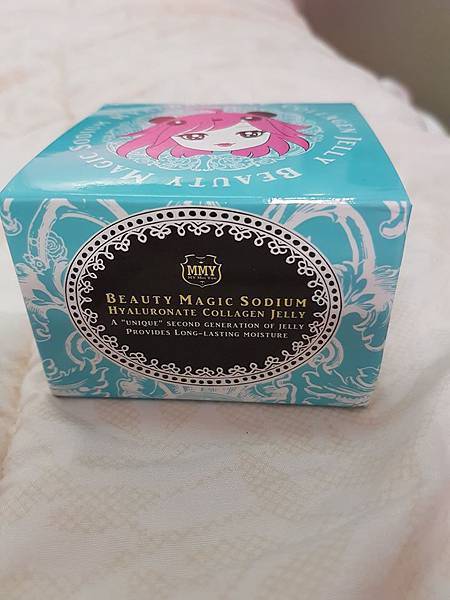 BEAUTY MAGIC SODIUM
GEN JELLY
MMY
BEAUTY MAGIC SODIUM
HYALURONATE COLLAGEN JELLY
A "UNIQUE" SECOND GENERATION OF JELLY
PROVIDES LONG-LASTING MOISTURE